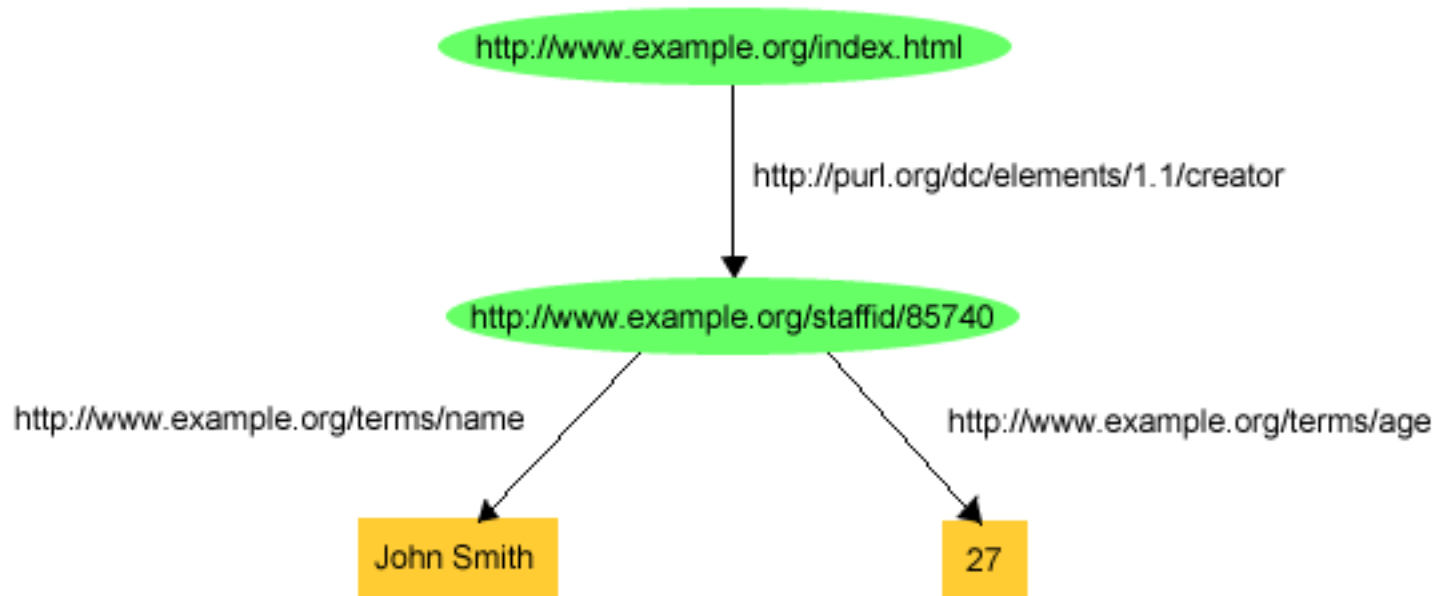 http://www.example.org/index.html
http://purl.org/dc/elements/1.1/creator
http://www.example.org/staffid/85740
http://www.example.org/terms/name
http://www.example.org/terms/age
John Smith
27